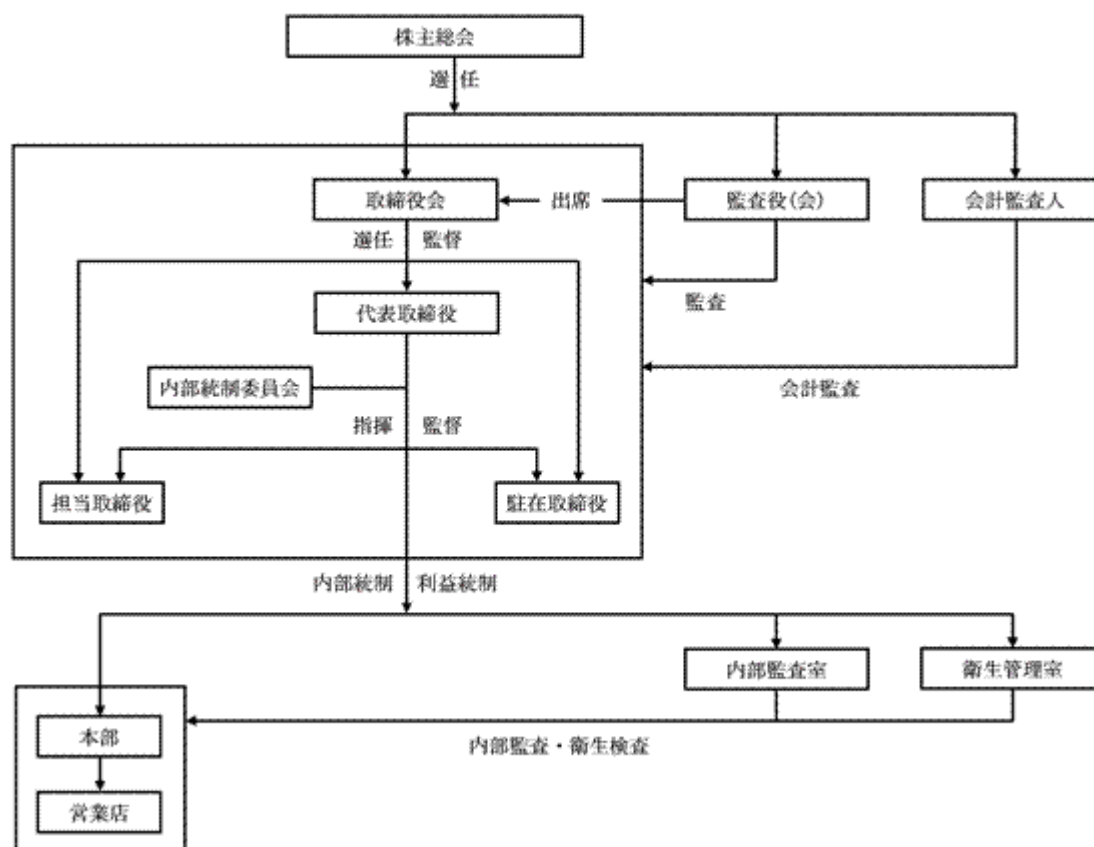 株主総会
選任
取締役会
出席
監査役(会)
会計監査人
選任 監督
監査
代表取締役
内部統制委員会
会計監査
指揮 監督
担当取締役
駐在取締役
内部統制 利益統制
内部監査室
衛生管理室
本部
内部監査・衛生検査
営業店